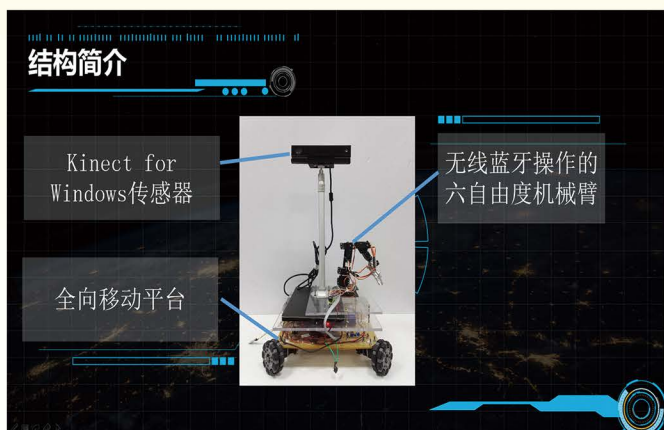 结构简介
Kinect for
Windows传感器
无线蓝牙操作的
六自由度机械臂
全向移动平台